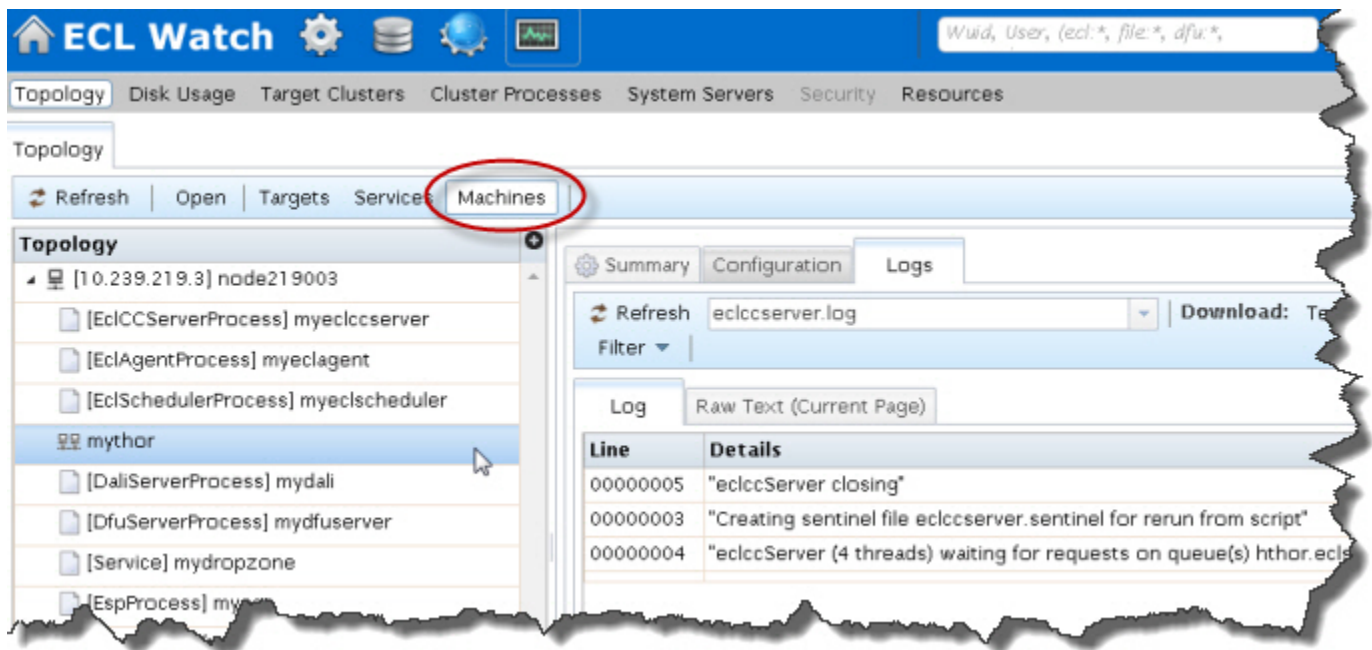 ECL Watch
Wuid, User, (ecl:*, file:*, dfu:*,
Topology Disk Usage Target Clusters Cluster Processes System Servers Security Resources
Topology
Refresh Open Targets Services Machines
Topology
[10.239.219.3] node219003
[EclCCServerProcess] myeclccserver
[EclAgentProcess] myeclagent
[EclSchedulerProcess] myeclscheduler
mythor
[DaliServerProcess] mydali
[DfuServerProcess] mydfuserver
[Service] mydropzone
[EspProcess]
Summary Configuration Logs
Refresh eclccserver.log Download:
Filter
Log Raw Text (Current Page)
Line Details
00000005 "eclccServer closing"
00000003 "Creating sentinel file eclccserver.sentinel for rerun from script"
00000004 "eclccServer (4 threads) waiting for requests on queue(s) hthor.ecls